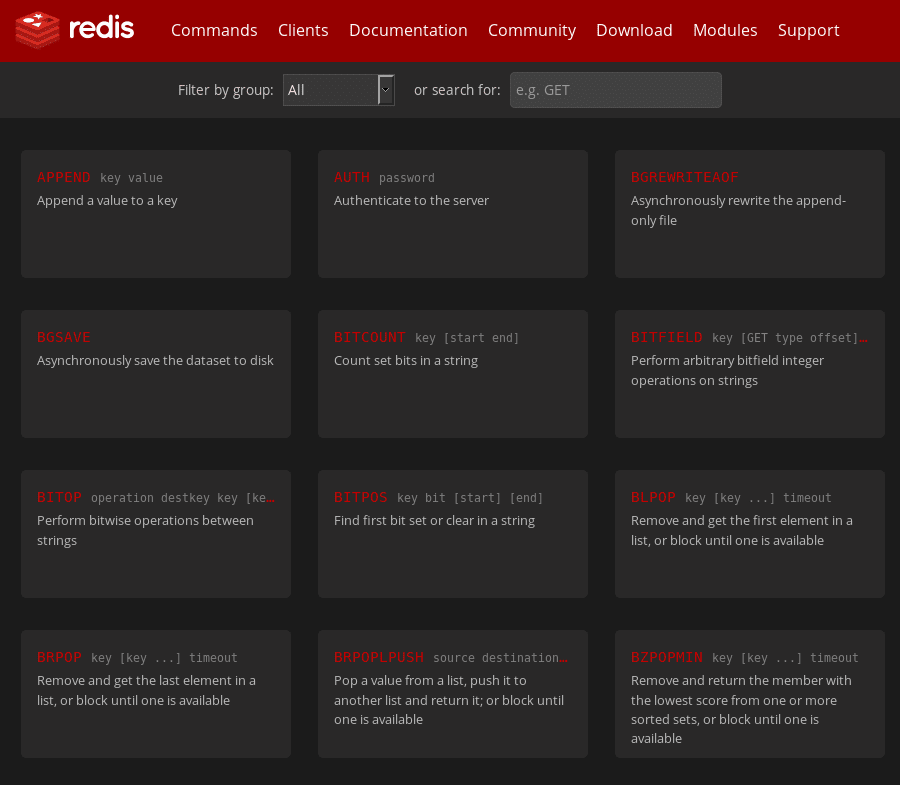 redis Commands Clients Documentation Community Download Modules Support
Filter by group: All or search for: e.g. GET
APPEND key value
Append a value to a key
AUTH password
Authenticate to the server
BGREWRITEAOF
Asynchronously rewrite the append-
only file
BGSAVE
Asynchronously save the dataset to disk
BITCOUNT key [start end]
Count set bits in a string
BITFIELD key [GET type offset]…
Perform arbitrary bitfield integer
operations on strings
BITOP operation destkey key [ke…
Perform bitwise operations between
strings
BITPOS key bit [start] [end]
Find first bit set or clear in a string
BLPOP key [key ...] timeout
Remove and get the first element in a
list, or block until one is available
BRPOP key [key ...] timeout
Remove and get the last element in a
list, or block until one is available
BRPOPLPUSH source destination…
Pop a value from a list, push it to
another list and return it; or block until
one is available
BZPOPMIN key [key ...] timeout
Remove and return the member with
the lowest score from one or more
sorted sets, or block until one is
available